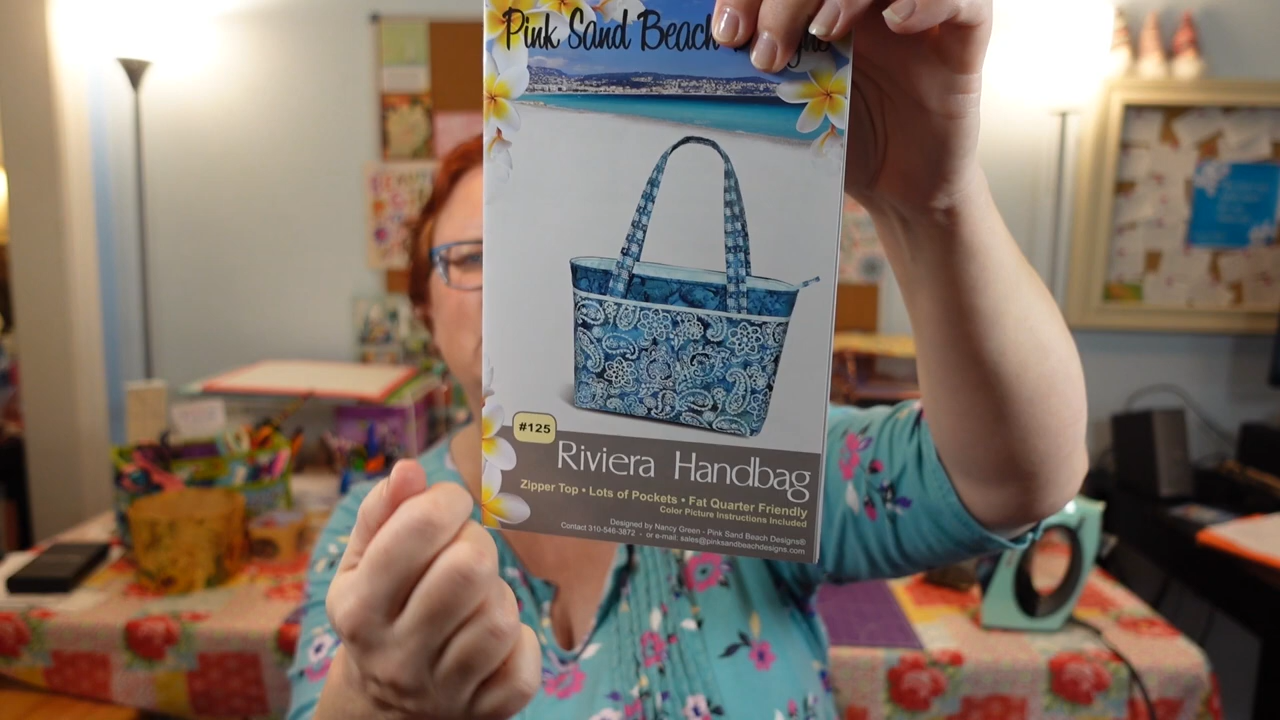 Pink Sand Beach
#125
Riviera Handbag
Zipper Top • Lots of Pockets • Fat Quarter Friendly
Color Picture Instructions Included
Designed by Nancy Green - Pink Sand Beach Designs®
Contact 310-546-3872 - or e-mail: sales@pinksandbeachdesigns.com